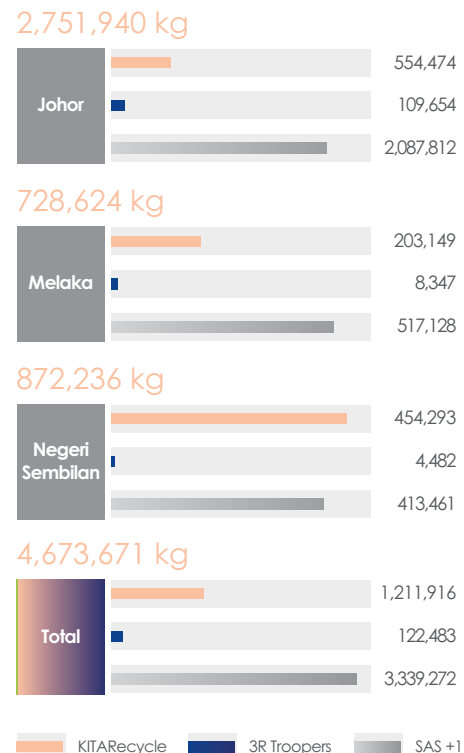 2,751,940 kg
Johor
554,474
109,654
2,087,812
728,624 kg
Melaka
203,149
8,347
517,128
872,236 kg
Negeri
Sembilan
454,293
4,482
413,461
4,673,671 kg
Total
1,211,916
122,483
3,339,272
KITARecycle 3R Troopers SAS +1